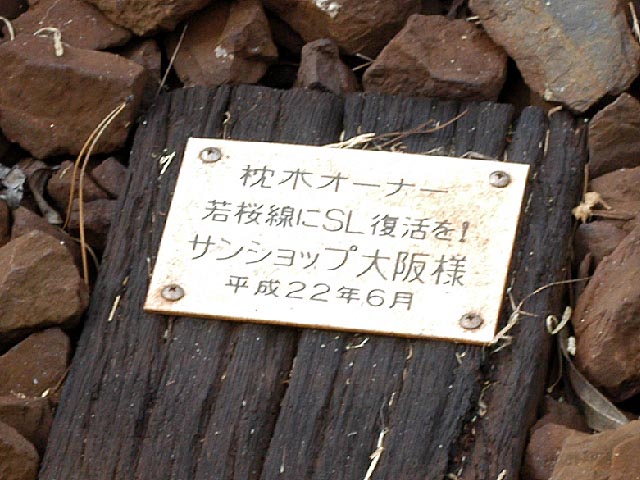 枕木オーナー
若桜線にSL復活を!
サンショップ大阪様
平成22年6月